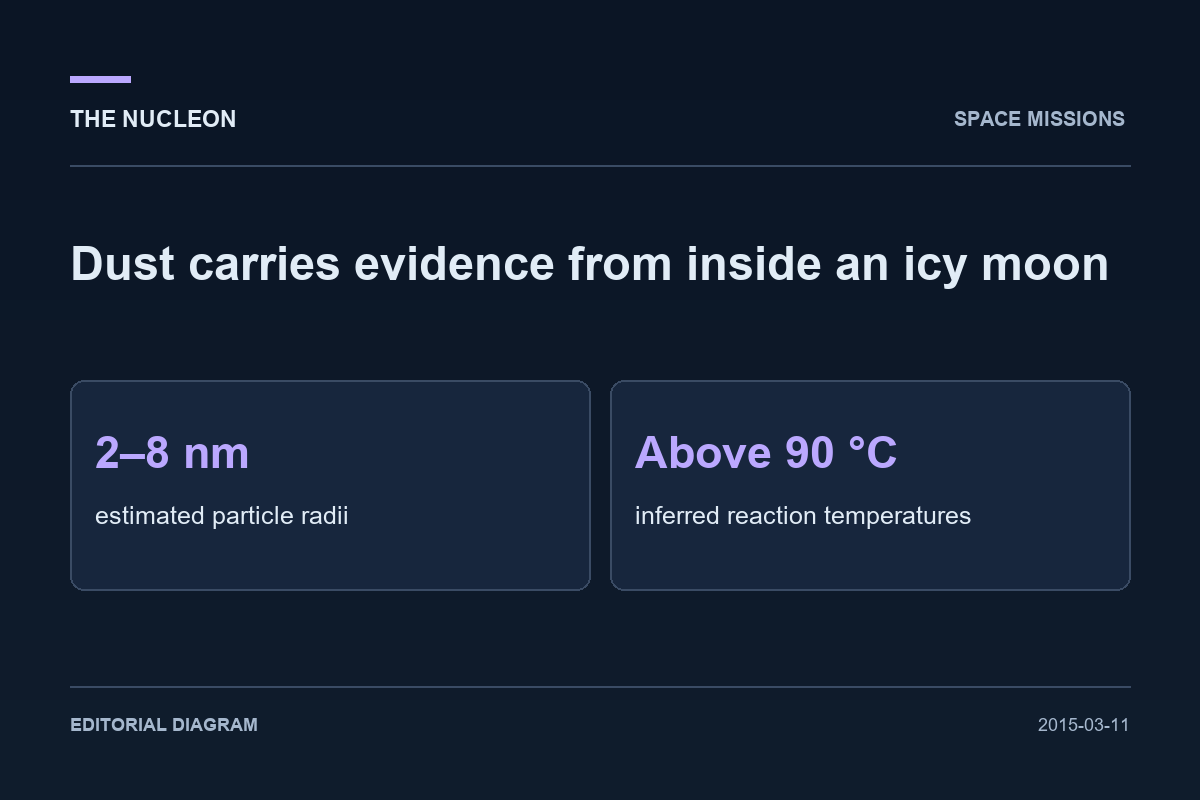 THE NUCLEON
SPACE MISSIONS
Dust carries evidence from inside an icy moon
2–8 nm
estimated particle radii
Above 90 °C
inferred reaction temperatures
EDITORIAL DIAGRAM
2015-03-11